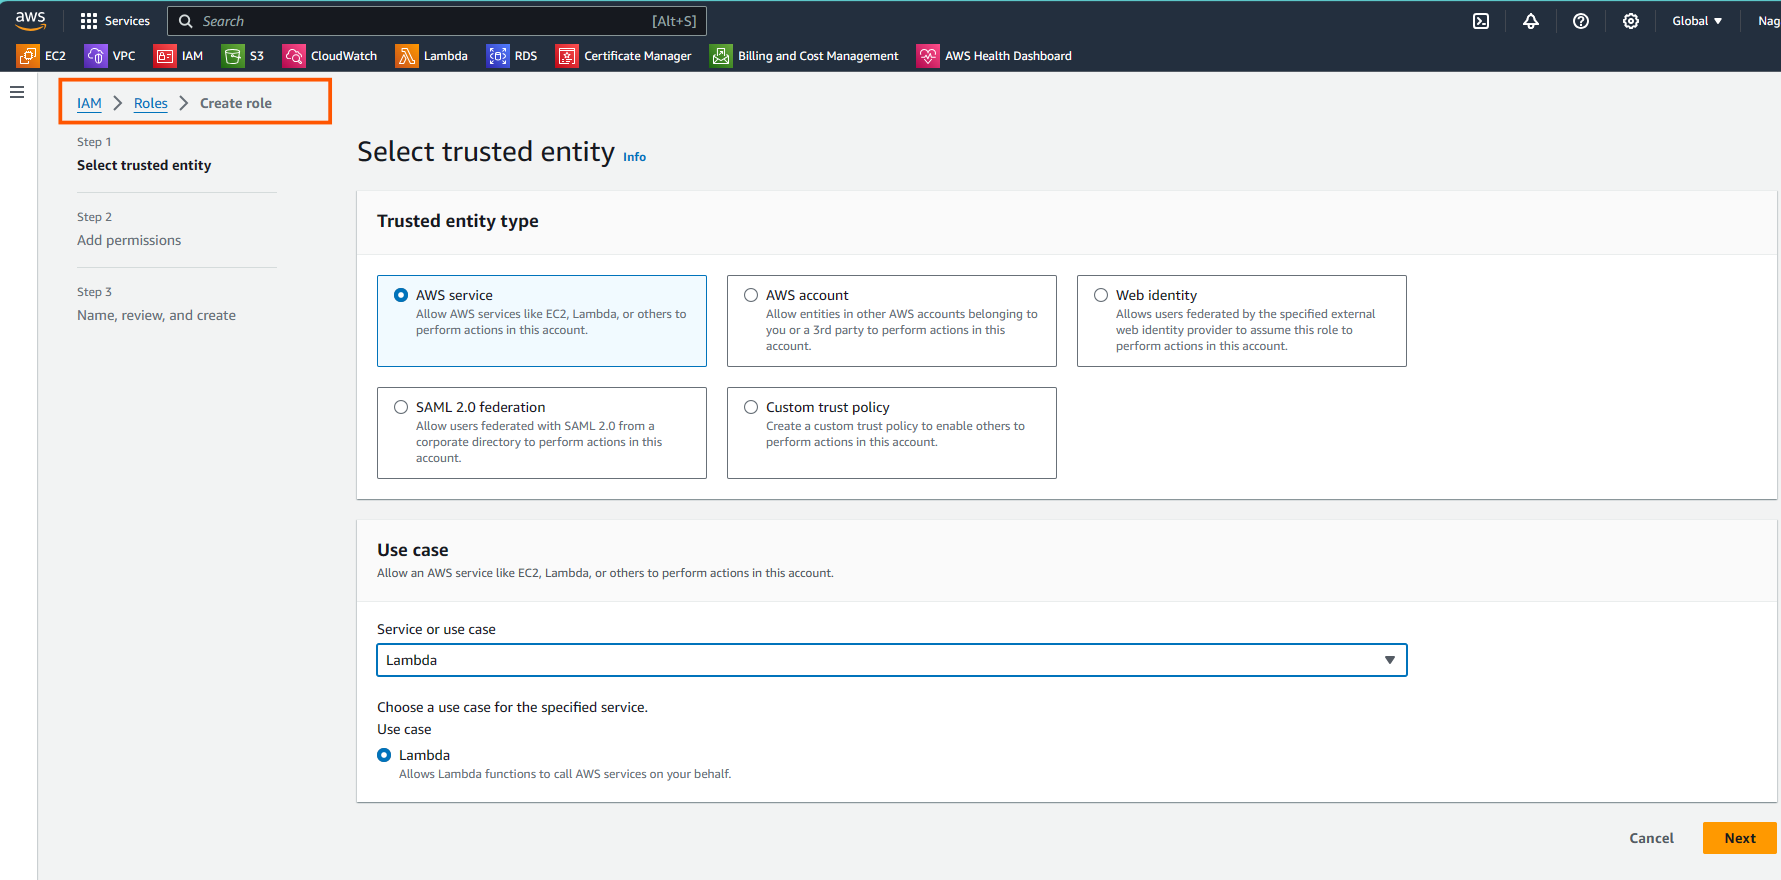 aws
Services
Search
[Alt+S]
Global
Nag
EC2
VPC
IAM
S3
CloudWatch
Lambda
RDS
Certificate Manager
Billing and Cost Management
AWS Health Dashboard
IAM > Roles > Create role
Step 1
Select trusted entity
Step 2
Add permissions
Step 3
Name, review, and create
Select trusted entity Info
Trusted entity type
AWS service
Allow AWS services like EC2, Lambda, or others to
perform actions in this account.
AWS account
Allow entities in other AWS accounts belonging to
you or a 3rd party to perform actions in this
account.
Web identity
Allows users federated by the specified external
web identity provider to assume this role to
perform actions in this account.
SAML 2.0 federation
Allow users federated with SAML 2.0 from a
corporate directory to perform actions in this
account.
Custom trust policy
Create a custom trust policy to enable others to
perform actions in this account.
Use case
Allow an AWS service like EC2, Lambda, or others to perform actions in this account.
Service or use case
Lambda
Choose a use case for the specified service.
Use case
Lambda
Allows Lambda functions to call AWS services on your behalf.
Cancel
Next